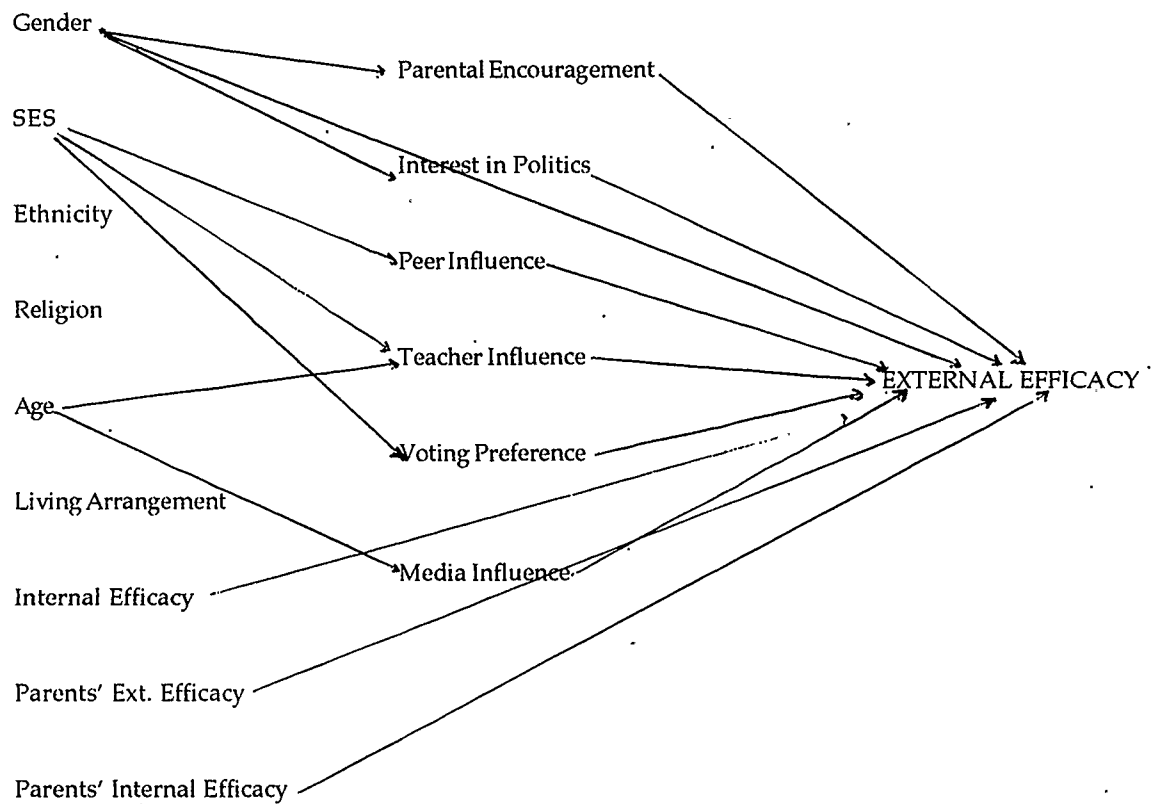 Gender
Parental Encouragement
SES
Interest in Politics
Ethnicity
Peer Influence
Religion
Teacher Influence
EXTERNAL EFFICACY
Age
Voting Preference
Living Arrangement
Media Influence
Internal Efficacy
Parents' Ext. Efficacy
Parents' Internal Efficacy